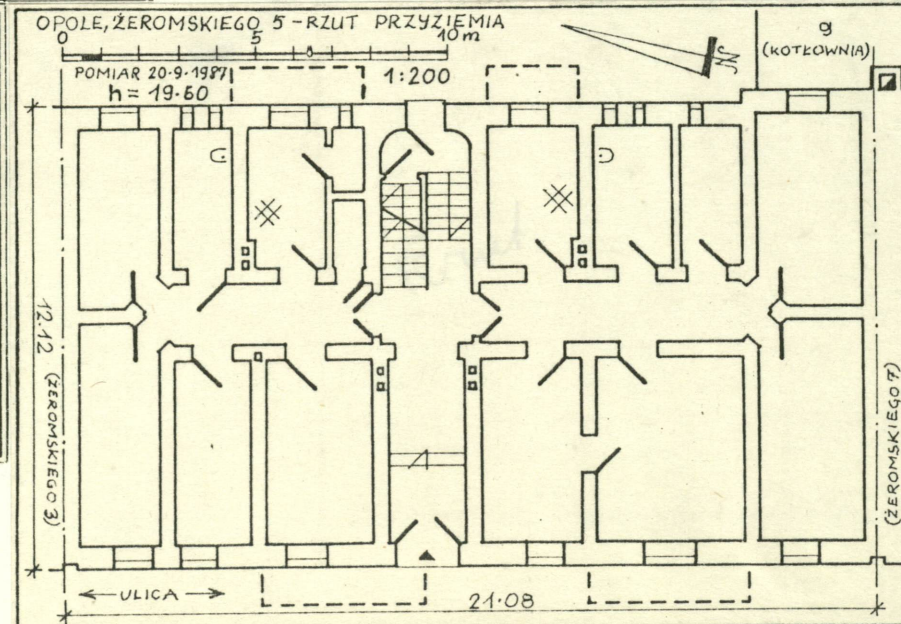 OPOLE, ŻEROMSKIEGO 5 - RZUT PRZYZIEMIA
0 5 10m
POMIAR 20·9·1987
1:200
h = 19.60
N
g
(KOTŁOWNIA)
12.12
(ŻEROMSKIEGO 3)
(ŻEROMSKIEGO 7)
ULICA
21.08